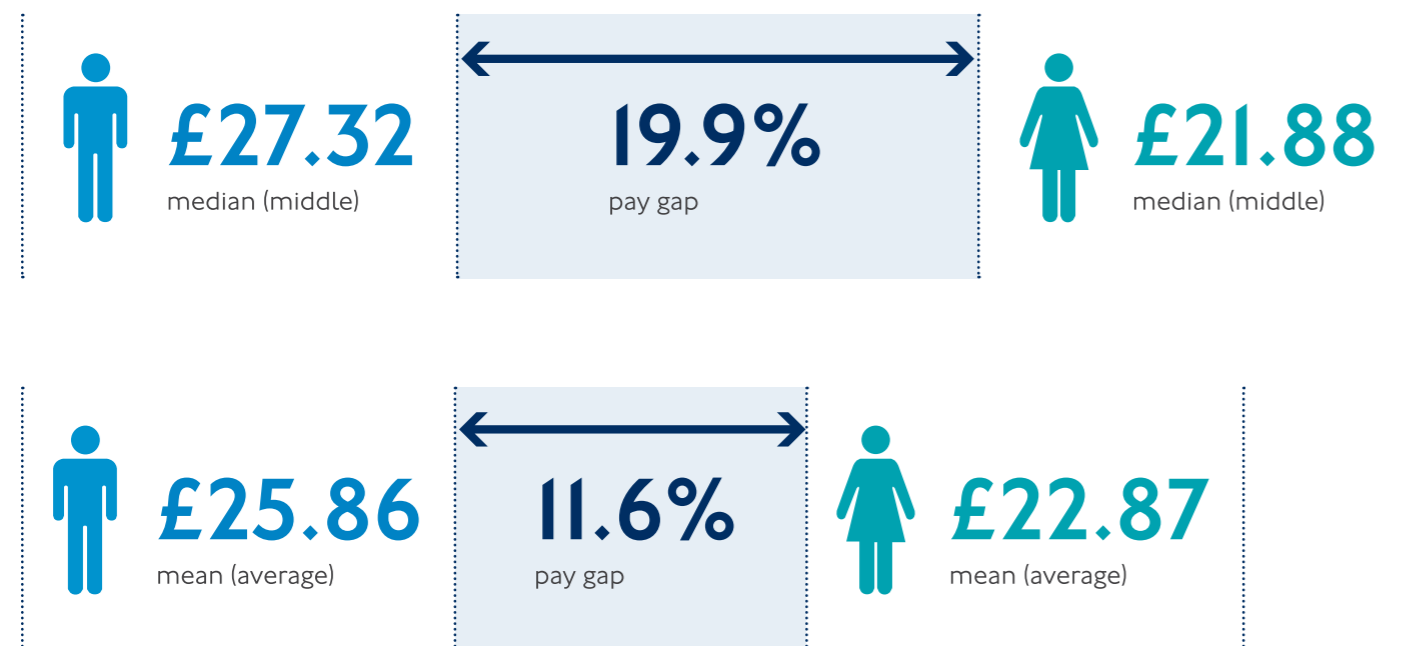 £27.32
median (middle)
19.9%
pay gap
£21.88
median (middle)
£25.86
mean (average)
11.6%
pay gap
£22.87
mean (average)